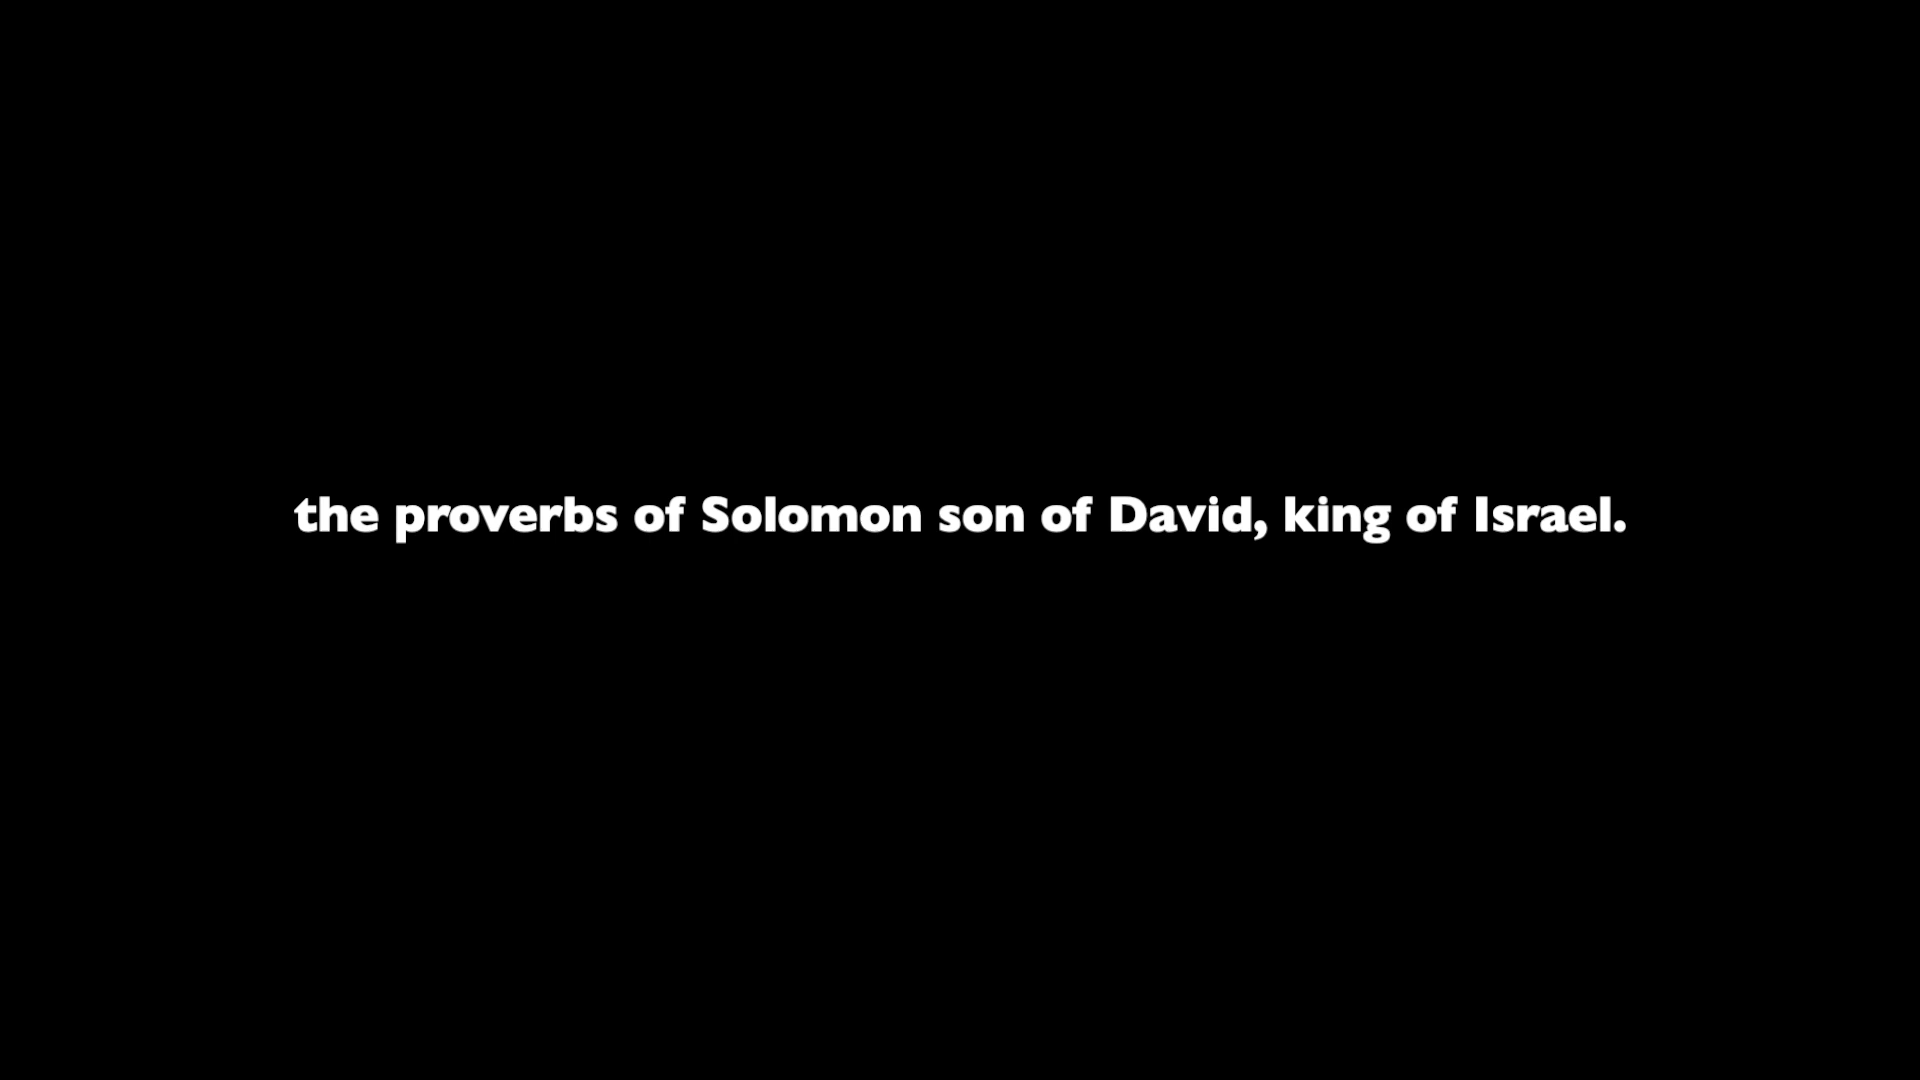 the proverbs of Solomon son of David, king of Israel.